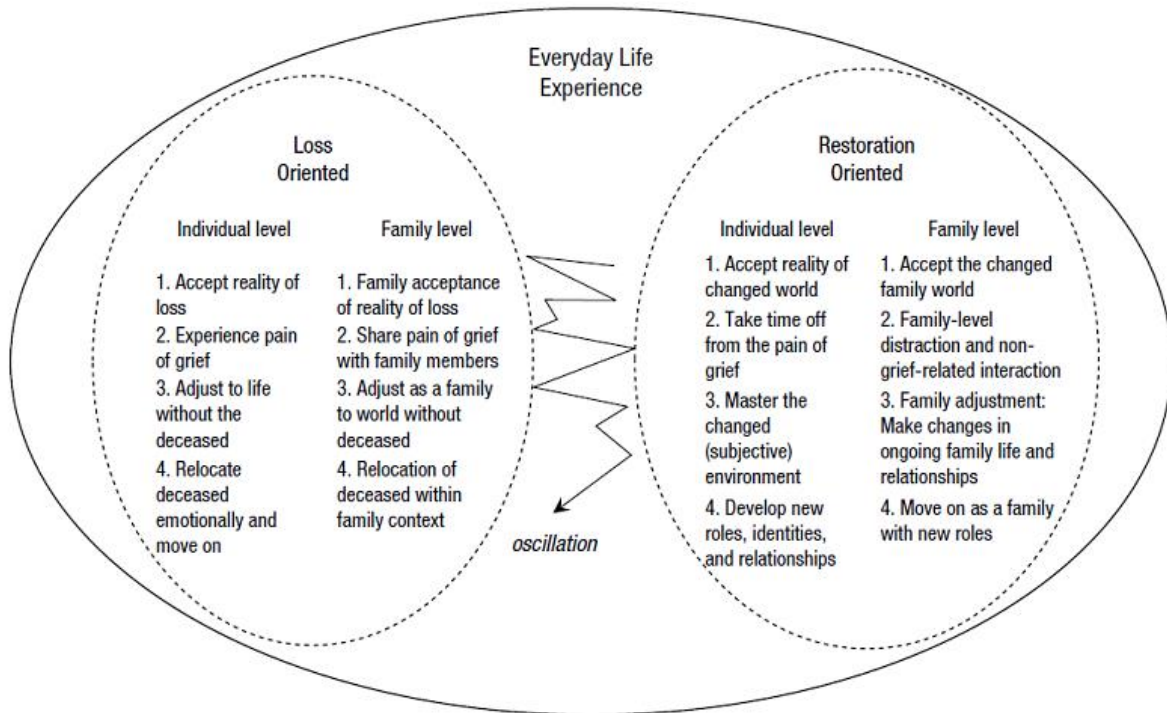 Everyday Life
Experience
Loss
Oriented
Individual level
1. Accept reality of
loss
2. Experience pain
of grief
3. Adjust to life
without the
deceased
4. Relocate
deceased
emotionally and
move on
Family level
1. Family acceptance
of reality of loss
2. Share pain of grief
with family members
3. Adjust as a family
to world without
deceased
4. Relocation of
deceased within
family context
oscillation
Restoration
Oriented
Individual level
1. Accept reality of
changed world
2. Take time off
from the pain of
grief
3. Master the
changed
(subjective)
environment
4. Develop new
roles, identities,
and relationships
Family level
1. Accept the changed
family world
2. Family-level
distraction and non-
grief-related interaction
3. Family adjustment:
Make changes in
ongoing family life and
relationships
4. Move on as a family
with new roles